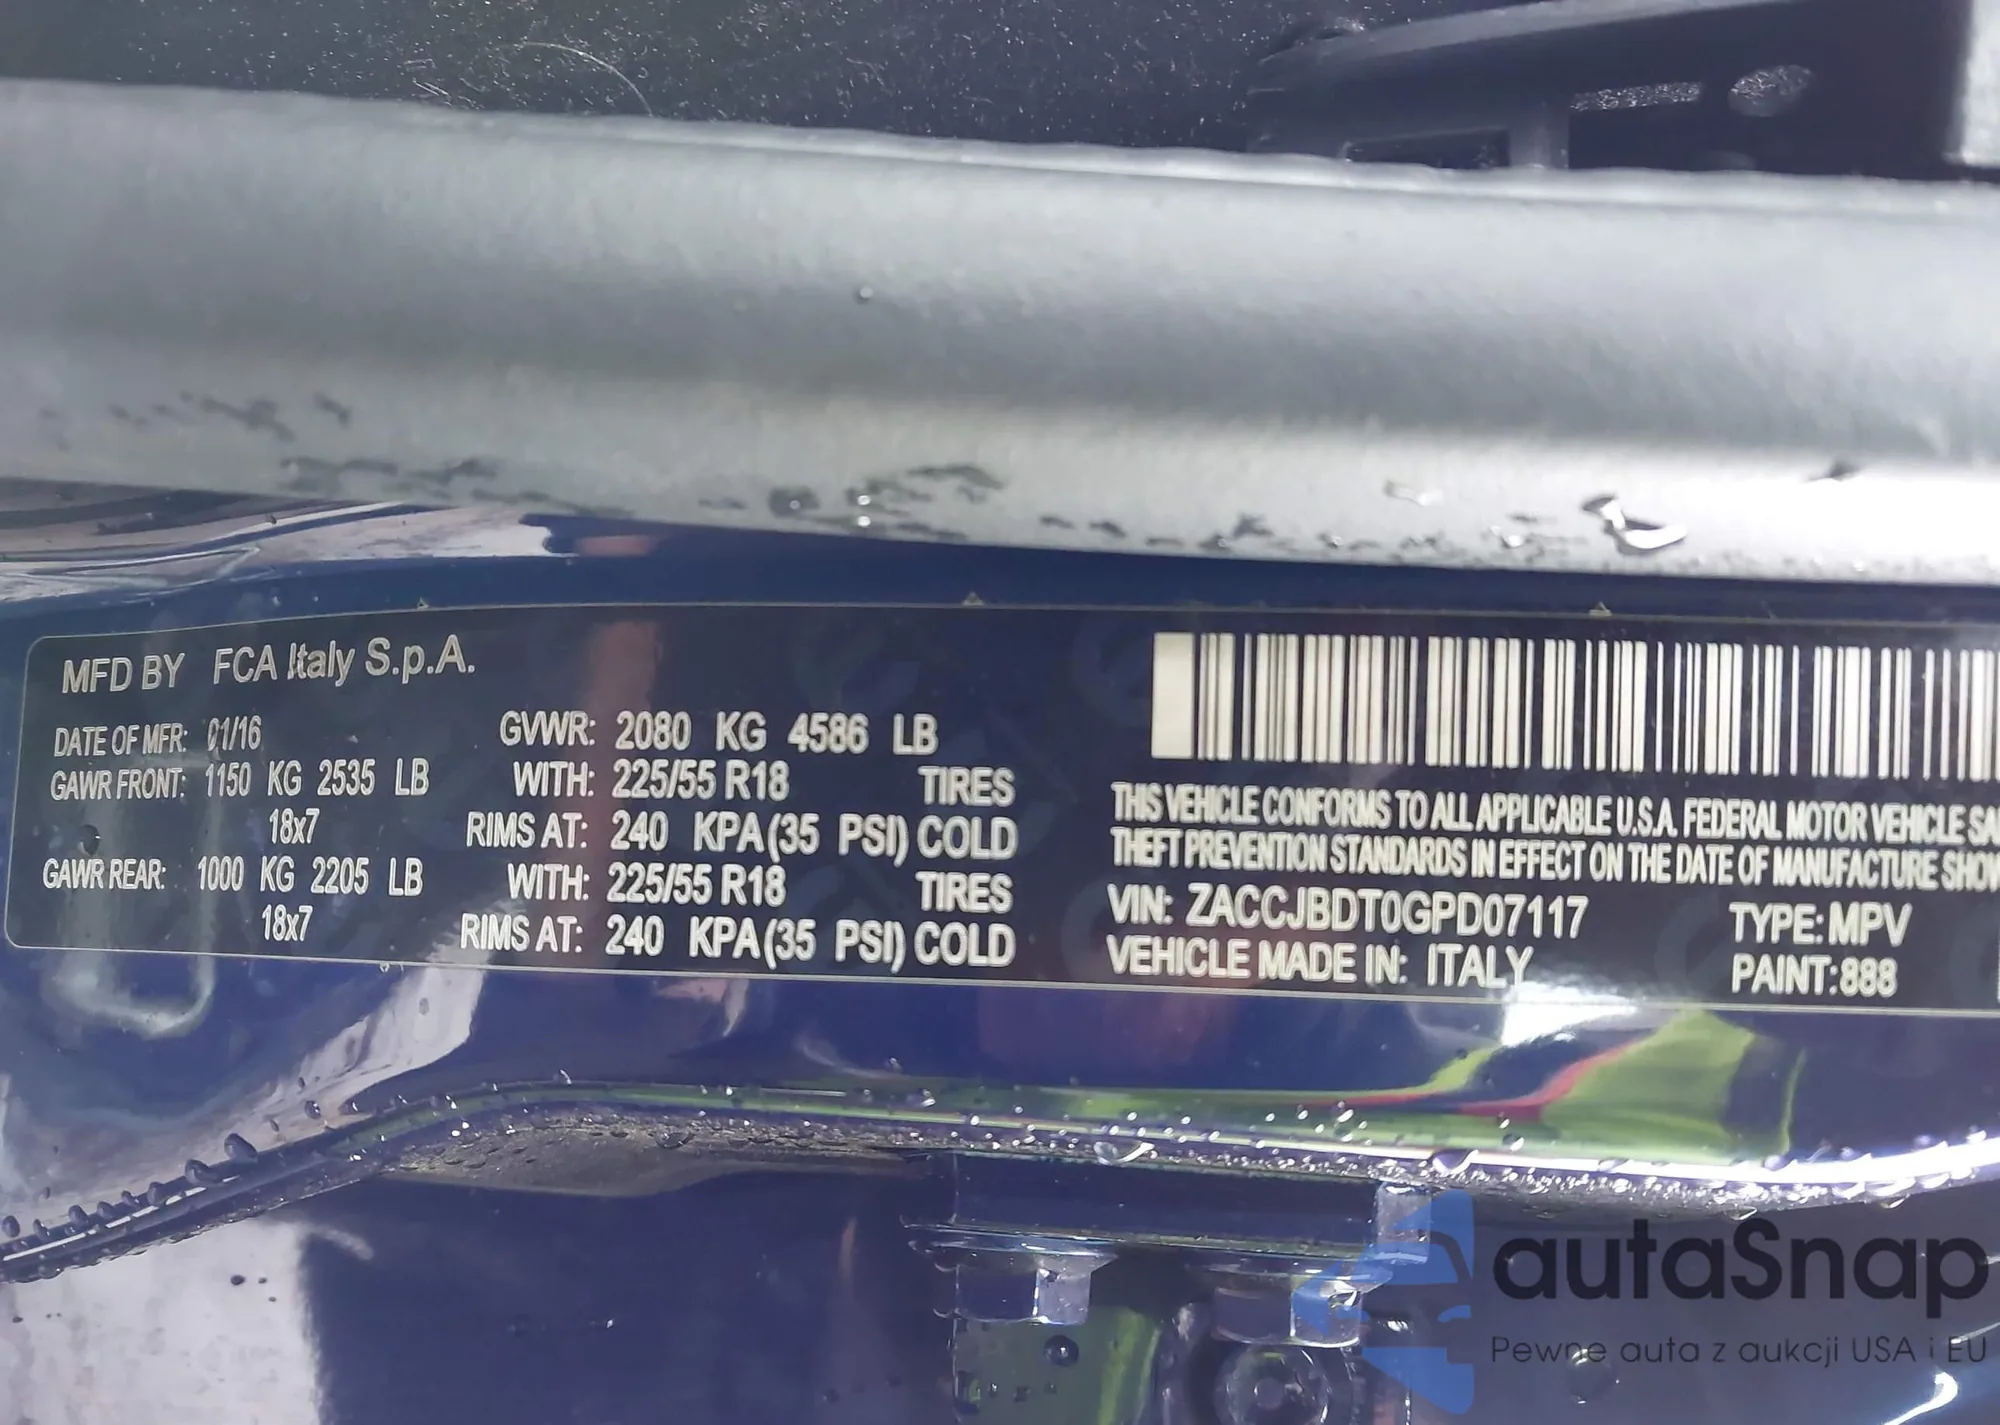 MFD BY FCA Italy S.p.A.
DATE OF MFR: 01/16 GVWR: 2080 KG 4586 LB
GAWR FRONT: 1150 KG 2535 LB WITH: 225/55 R18 TIRES
18x7 RIMS AT: 240 KPA(35 PSI) COLD
GAWR REAR: 1000 KG 2205 LB WITH: 225/55 R18 TIRES
18x7 RIMS AT: 240 KPA(35 PSI) COLD
THIS VEHICLE CONFORMS TO ALL APPLICABLE U.S.A. FEDERAL MOTOR VEHICLE SA
THEFT PREVENTION STANDARDS IN EFFECT ON THE DATE OF MANUFACTURE SHOW
VIN: ZACCJBDT0GPD07117 TYPE: MPV
VEHICLE MADE IN: ITALY PAINT: 888
autaSnap
Pewne auta z aukcji USA i EU